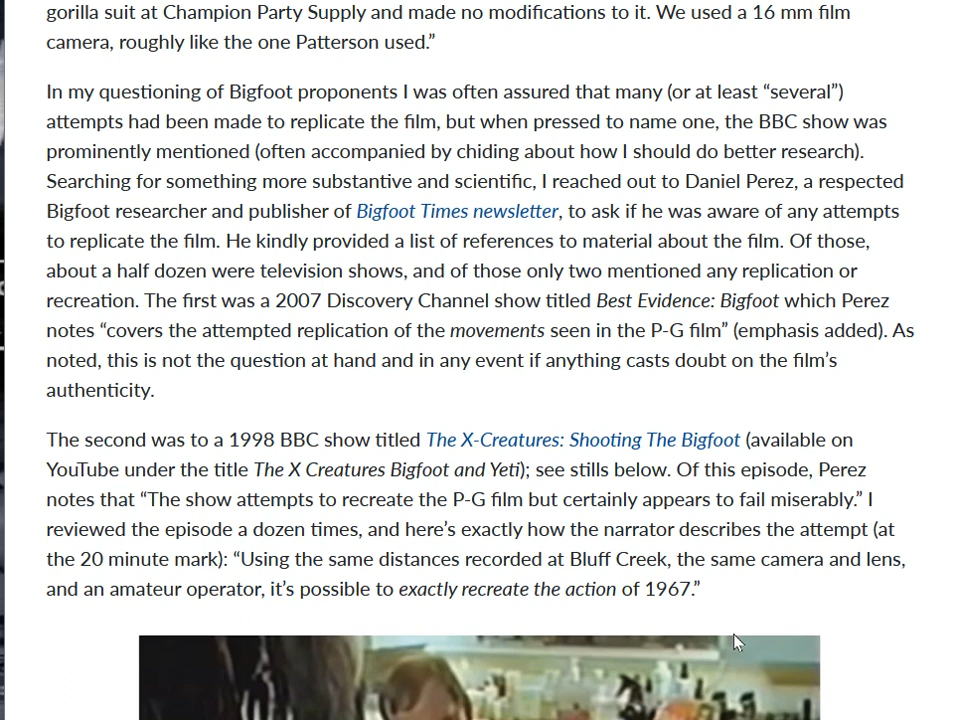 gorilla suit at Champion Party Supply and made no modifications to it. We used a 16 mm film
camera, roughly like the one Patterson used.”
In my questioning of Bigfoot proponents I was often assured that many (or at least “several”)
attempts had been made to replicate the film, but when pressed to name one, the BBC show was
prominently mentioned (often accompanied by chiding about how I should do better research).
Searching for something more substantive and scientific, I reached out to Daniel Perez, a respected
Bigfoot researcher and publisher of Bigfoot Times newsletter, to ask if he was aware of any attempts
to replicate the film. He kindly provided a list of references to material about the film. Of those,
about a half dozen were television shows, and of those only two mentioned any replication or
recreation. The first was a 2007 Discovery Channel show titled Best Evidence: Bigfoot which Perez
notes “covers the attempted replication of the movements seen in the P-G film” (emphasis added). As
noted, this is not the question at hand and in any event if anything casts doubt on the film’s
authenticity.
The second was to a 1998 BBC show titled The X-Creatures: Shooting The Bigfoot (available on
YouTube under the title The X Creatures Bigfoot and Yeti); see stills below. Of this episode, Perez
notes that “The show attempts to recreate the P-G film but certainly appears to fail miserably.” I
reviewed the episode a dozen times, and here’s exactly how the narrator describes the attempt (at
the 20 minute mark): “Using the same distances recorded at Bluff Creek, the same camera and lens,
and an amateur operator, it’s possible to exactly recreate the action of 1967.”